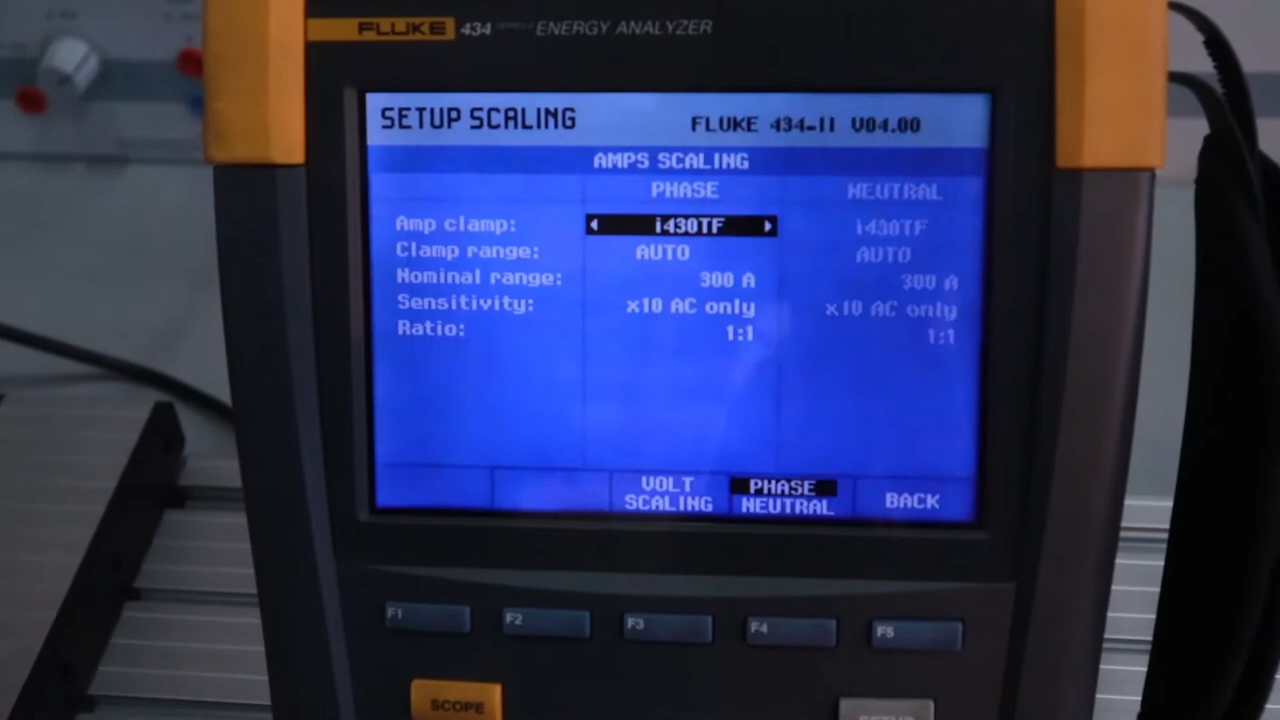 FLUKE 434 ENERGY ANALYZER
SETUP SCALING FLUKE 434-II V04.00
AMPS SCALING
PHASE NEUTRAL
Amp clamp: i430TF i430TF
Clamp range: AUTO AUTO
Nominal range: 300 A 300 A
Sensitivity: x10 AC only x10 AC only
Ratio: 1:1 1:1
VOLT SCALING
PHASE
NEUTRAL
BACK
F1 F2 F3 F4 F5
SCOPE
SETUP